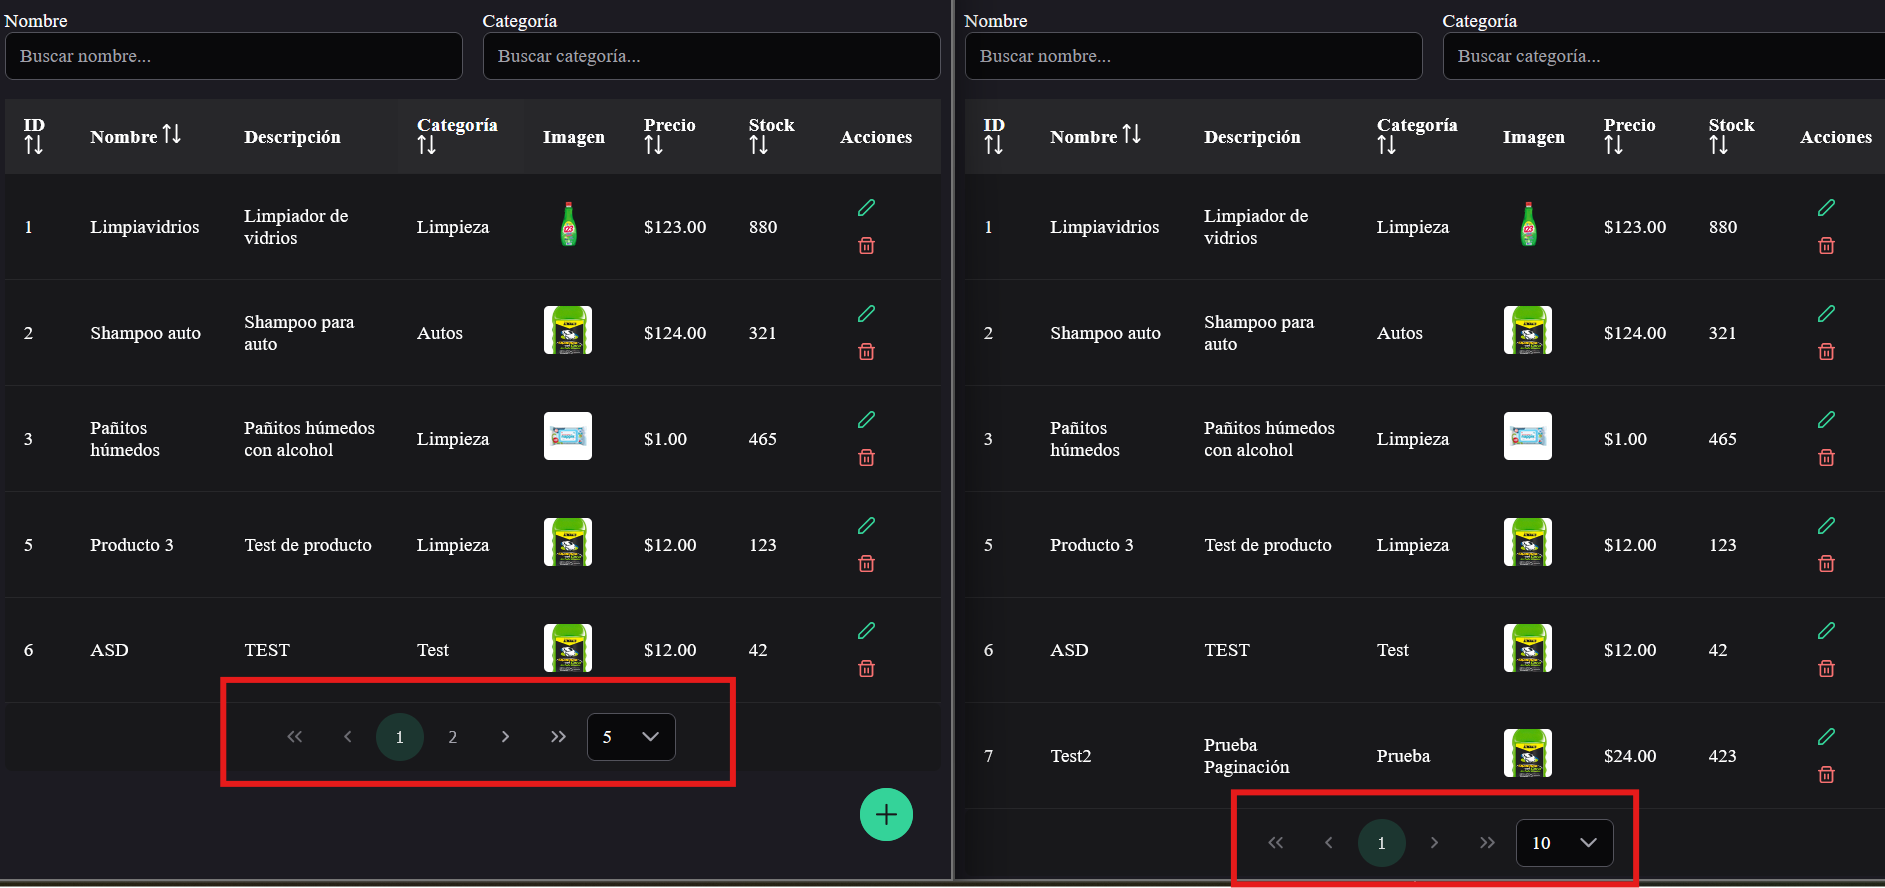 Nombre
Categoría
Buscar nombre...
Buscar categoría...
ID
Nombre
Descripción
Categoría
Imagen
Precio
Stock
Acciones
1
Limpiavidrios
Limpiador de
vidrios
Limpieza
$123.00
880
2
Shampoo auto
Shampoo para
auto
Autos
$124.00
321
3
Pañitos
húmedos
Pañitos húmedos
con alcohol
Limpieza
$1.00
465
5
Producto 3
Test de producto
Limpieza
$12.00
123
6
ASD
TEST
Test
$12.00
42
1
2
5
Nombre
Categoría
Buscar nombre...
Buscar categoría...
ID
Nombre
Descripción
Categoría
Imagen
Precio
Stock
Acciones
1
Limpiavidrios
Limpiador de
vidrios
Limpieza
$123.00
880
2
Shampoo auto
Shampoo para
auto
Autos
$124.00
321
3
Pañitos
húmedos
Pañitos húmedos
con alcohol
Limpieza
$1.00
465
5
Producto 3
Test de producto
Limpieza
$12.00
123
6
ASD
TEST
Test
$12.00
42
7
Test2
Prueba
Paginación
Prueba
$24.00
423
1
10